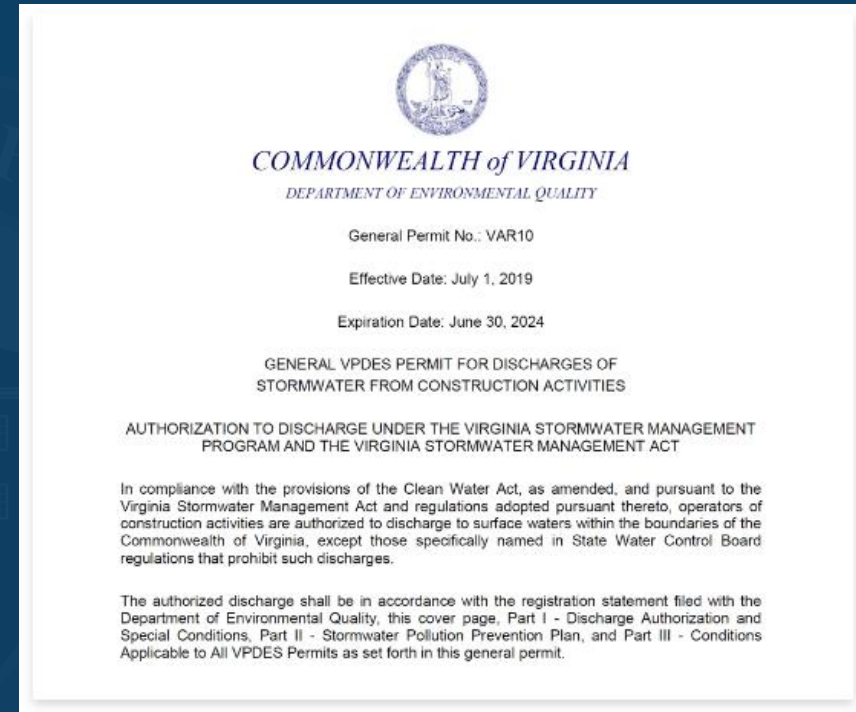 COMMONWEALTH of VIRGINIA
DEPARTMENT OF ENVIRONMENTAL QUALITY
General Permit No.: VAR10
Effective Date: July 1, 2019
Expiration Date: June 30, 2024
GENERAL VPDES PERMIT FOR DISCHARGES OF
STORMWATER FROM CONSTRUCTION ACTIVITIES
AUTHORIZATION TO DISCHARGE UNDER THE VIRGINIA STORMWATER MANAGEMENT
PROGRAM AND THE VIRGINIA STORMWATER MANAGEMENT ACT
In compliance with the provisions of the Clean Water Act, as amended, and pursuant to the
Virginia Stormwater Management Act and regulations adopted pursuant thereto, operators of
construction activities are authorized to discharge to surface waters within the boundaries of the
Commonwealth of Virginia, except those specifically named in State Water Control Board
regulations that prohibit such discharges.
The authorized discharge shall be in accordance with the registration statement filed with the
Department of Environmental Quality, this cover page, Part I - Discharge Authorization and
Special Conditions, Part II - Stormwater Pollution Prevention Plan, and Part III - Conditions
Applicable to All VPDES Permits as set forth in this general permit.